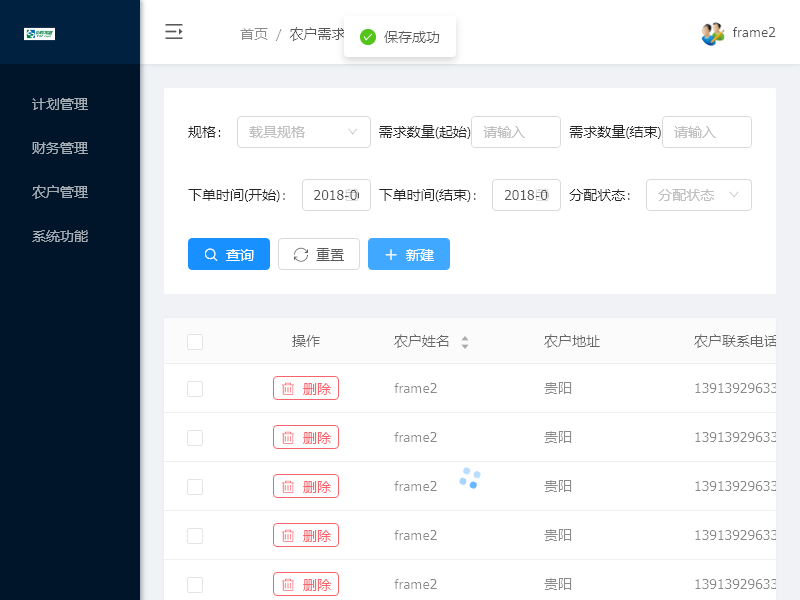 首页 / 农户需求
保存成功
frame2
计划管理
财务管理
农户管理
系统功能
规格： 载具规格 需求数量(起始) 请输入 需求数量(结束) 请输入
下单时间(开始)： 2018-0 下单时间(结束)： 2018-0 分配状态： 分配状态
查询 重置 新建
操作 农户姓名 农户地址 农户联系电话
删除 frame2 贵阳 13913929633
删除 frame2 贵阳 13913929633
删除 frame2 贵阳 13913929633
删除 frame2 贵阳 13913929633
删除 frame2 贵阳 13913929633